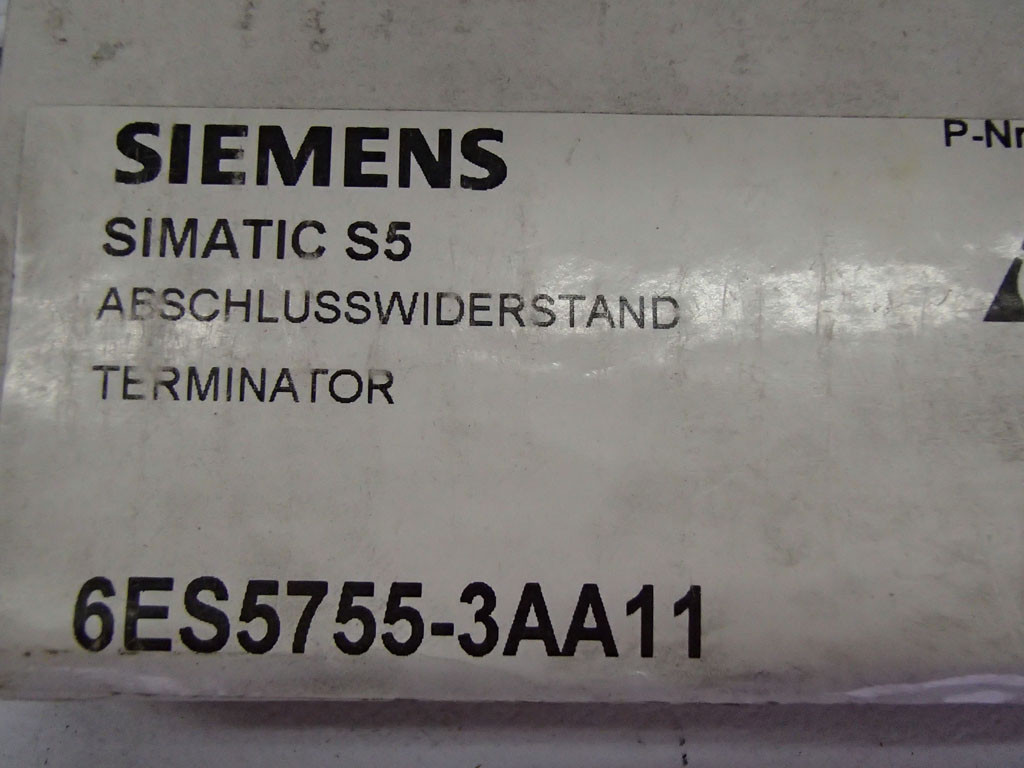 SIEMENS
P-Nr
SIMATIC S5
ABSCHLUSSWIDERSTAND
TERMINATOR
6ES5755-3AA11